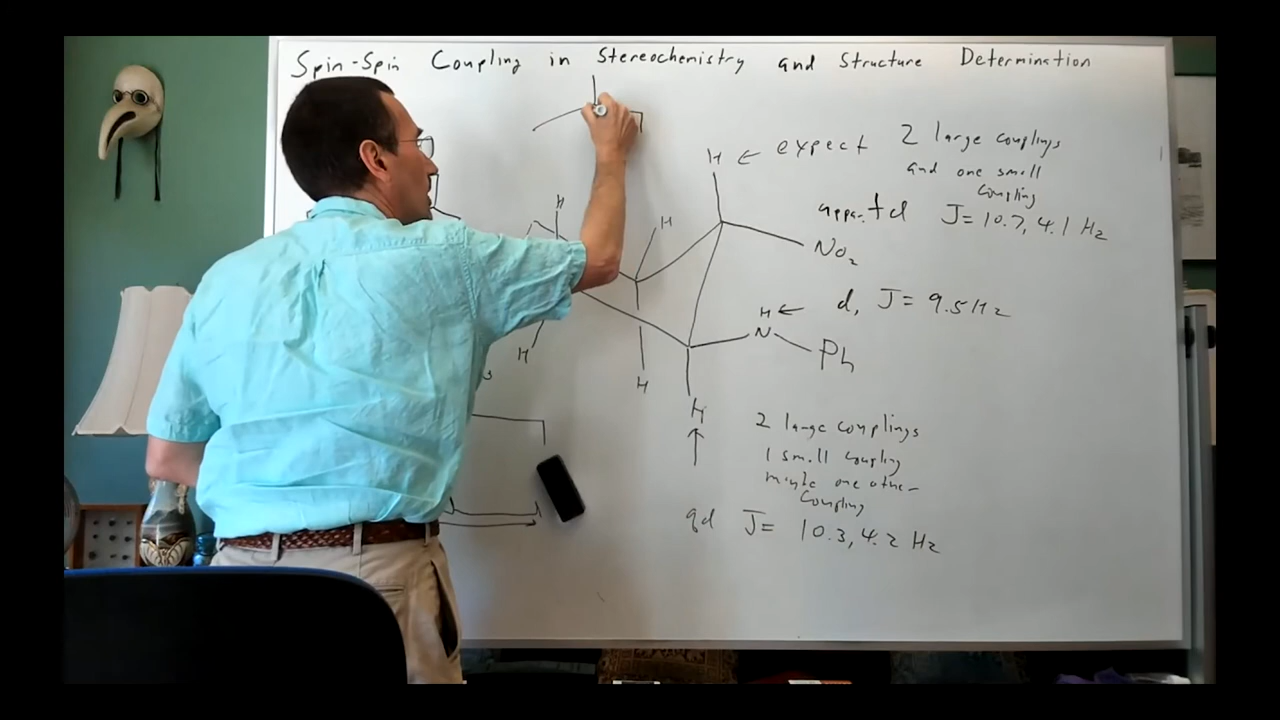 Spin-Spin Coupling in Stereochemistry and Structure Determination
H ← expect 2 large couplings
and one small
coupling
td J = 10.7, 4.1 Hz
H
H
NO2
H ← d, J = 9.5 Hz
N
Ph
H
H
H
2 large couplings
1 small coupling
maybe one other
coupling
qd J = 10.3, 4.2 Hz